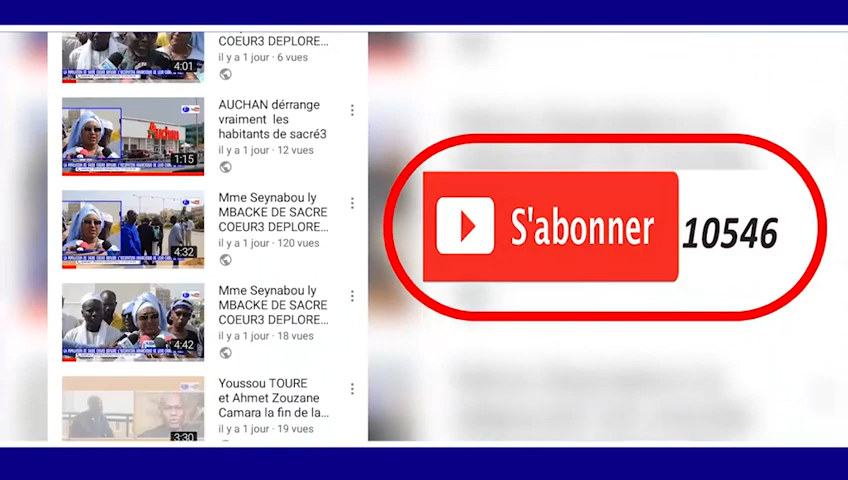 COEUR3 DEPLORE...
il y a 1 jour · 6 vues
4:01
AUCHAN dérrange
vraiment les
habitants de sacré3
il y a 1 jour · 12 vues
Auchan
1:15
Mme Seynabou ly
MBACKE DE SACRE
COEUR3 DEPLORE...
il y a 1 jour · 120 vues
4:32
Mme Seynabou ly
MBACKE DE SACRE
COEUR3 DEPLORE...
il y a 1 jour · 18 vues
4:42
Youssou TOURE
et Ahmet Zouzane
Camara la fin de la...
il y a 1 jour · 19 vues
3:30
S'abonner
10546